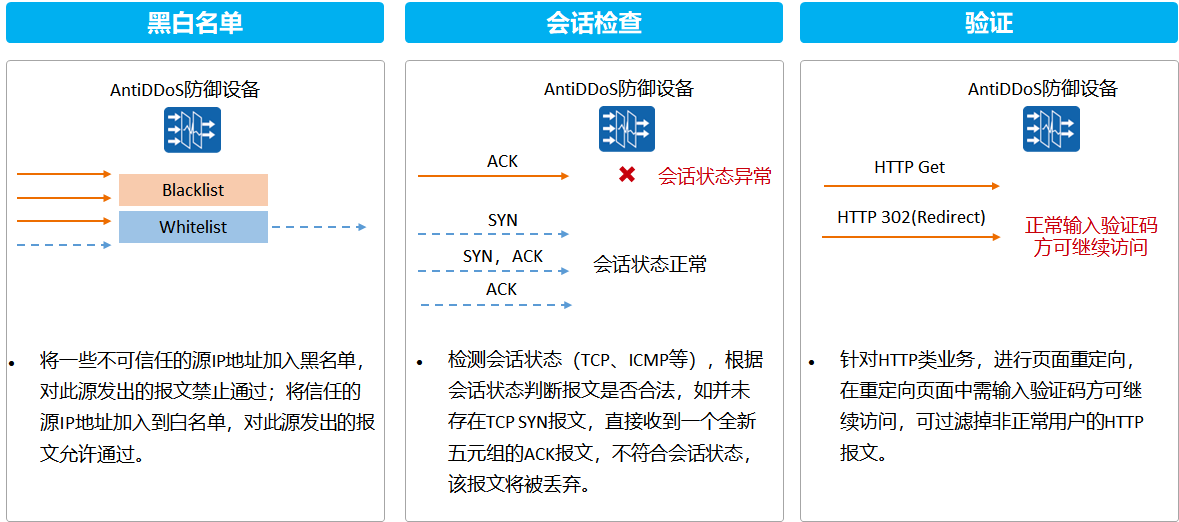 黑白名单
AntiDDoS防御设备
Blacklist
Whitelist
• 将一些不可信任的源IP地址加入黑名单，
对此源发出的报文禁止通过；将信任的
源IP地址加入到白名单，对此源发出的报
文允许通过。
会话检查
AntiDDoS防御设备
ACK
会话状态异常
SYN
SYN，ACK
会话状态正常
ACK
• 检测会话状态（TCP、ICMP等），根据
会话状态判断报文是否合法，如并未
存在TCP SYN报文，直接收到一个全新
五元组的ACK报文，不符合会话状态，
该报文将被丢弃。
验证
AntiDDoS防御设备
HTTP Get
HTTP 302(Redirect)
正常输入验证码
方可继续访问
• 针对HTTP类业务，进行页面重定向，
在重定向页面中需输入验证码方可继
续访问，可过滤掉非正常用户的HTTP
报文。